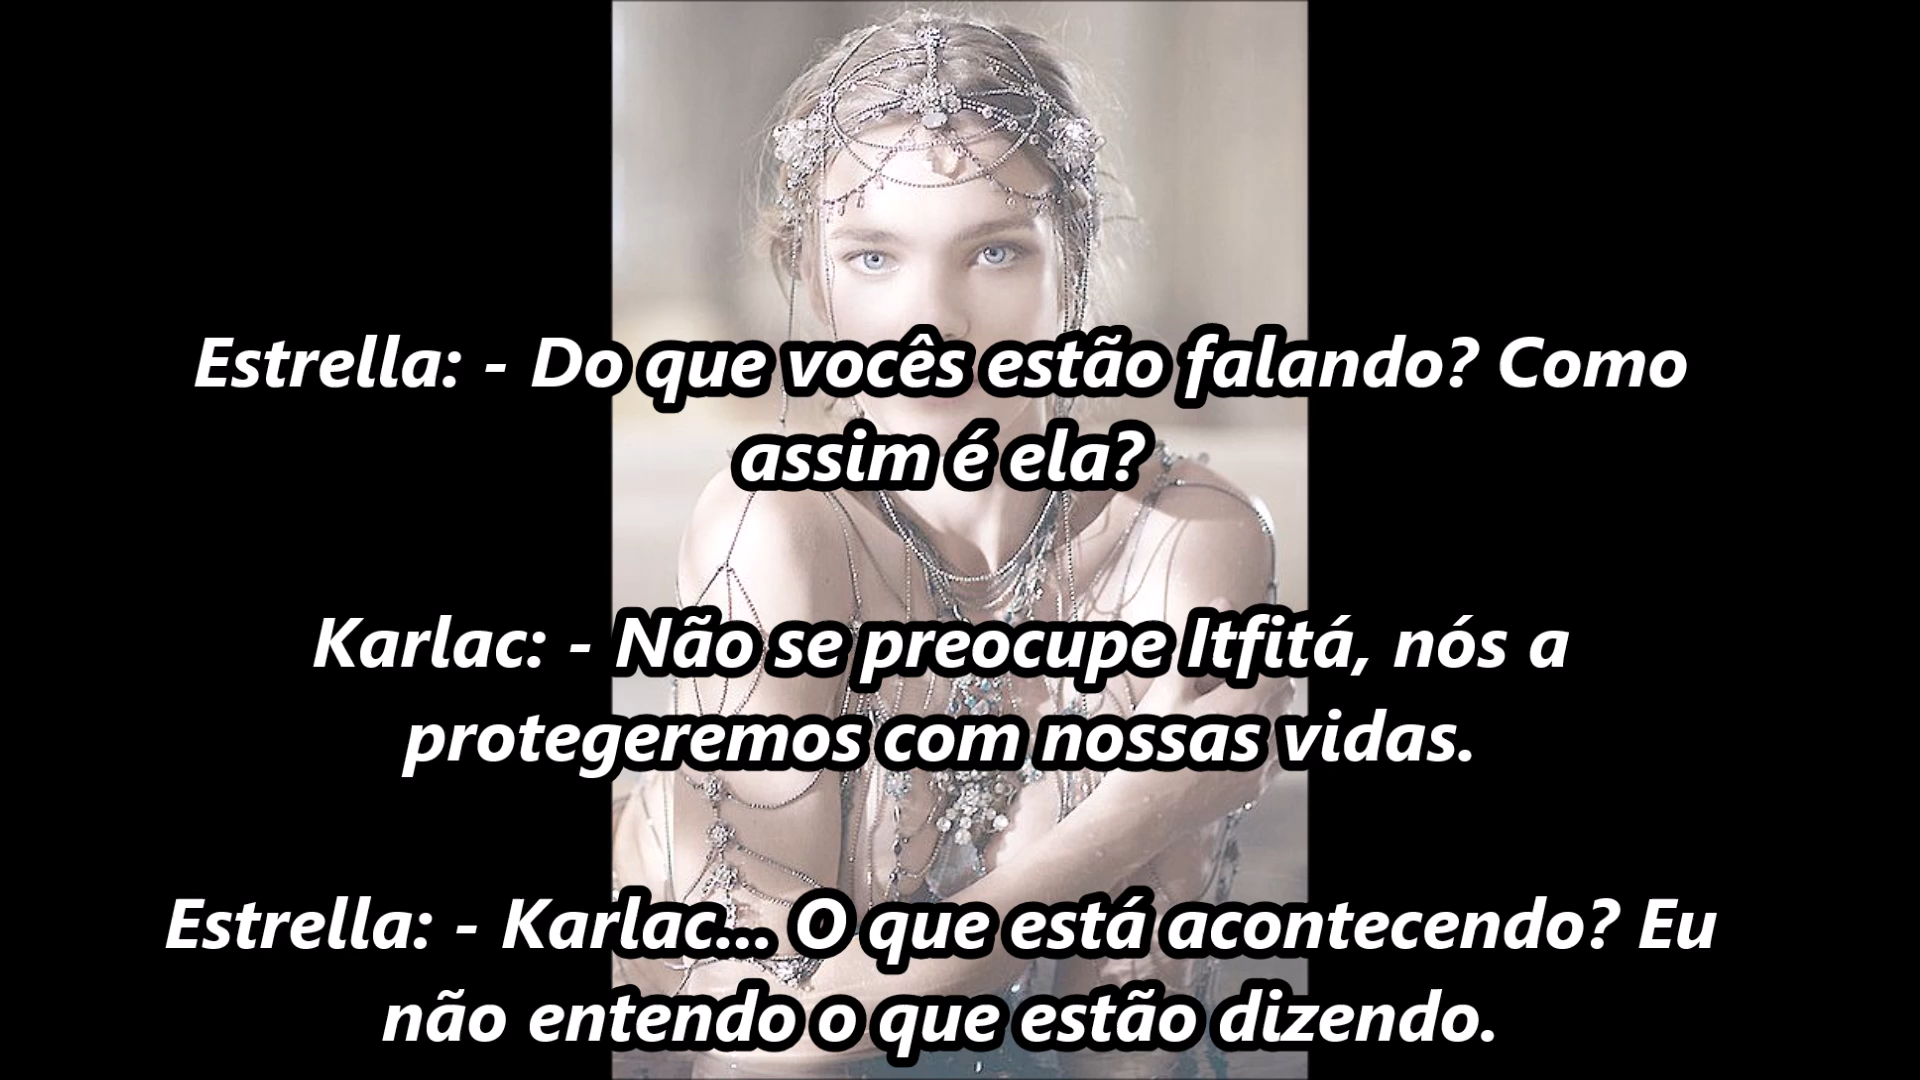 Estrella: - Do que vocês estão falando? Como
assim é ela?
Karlac: - Não se preocupe Itfitá, nós a
protegeremos com nossas vidas.
Estrella: - Karlac... O que está acontecendo? Eu
não entendo o que estão dizendo.